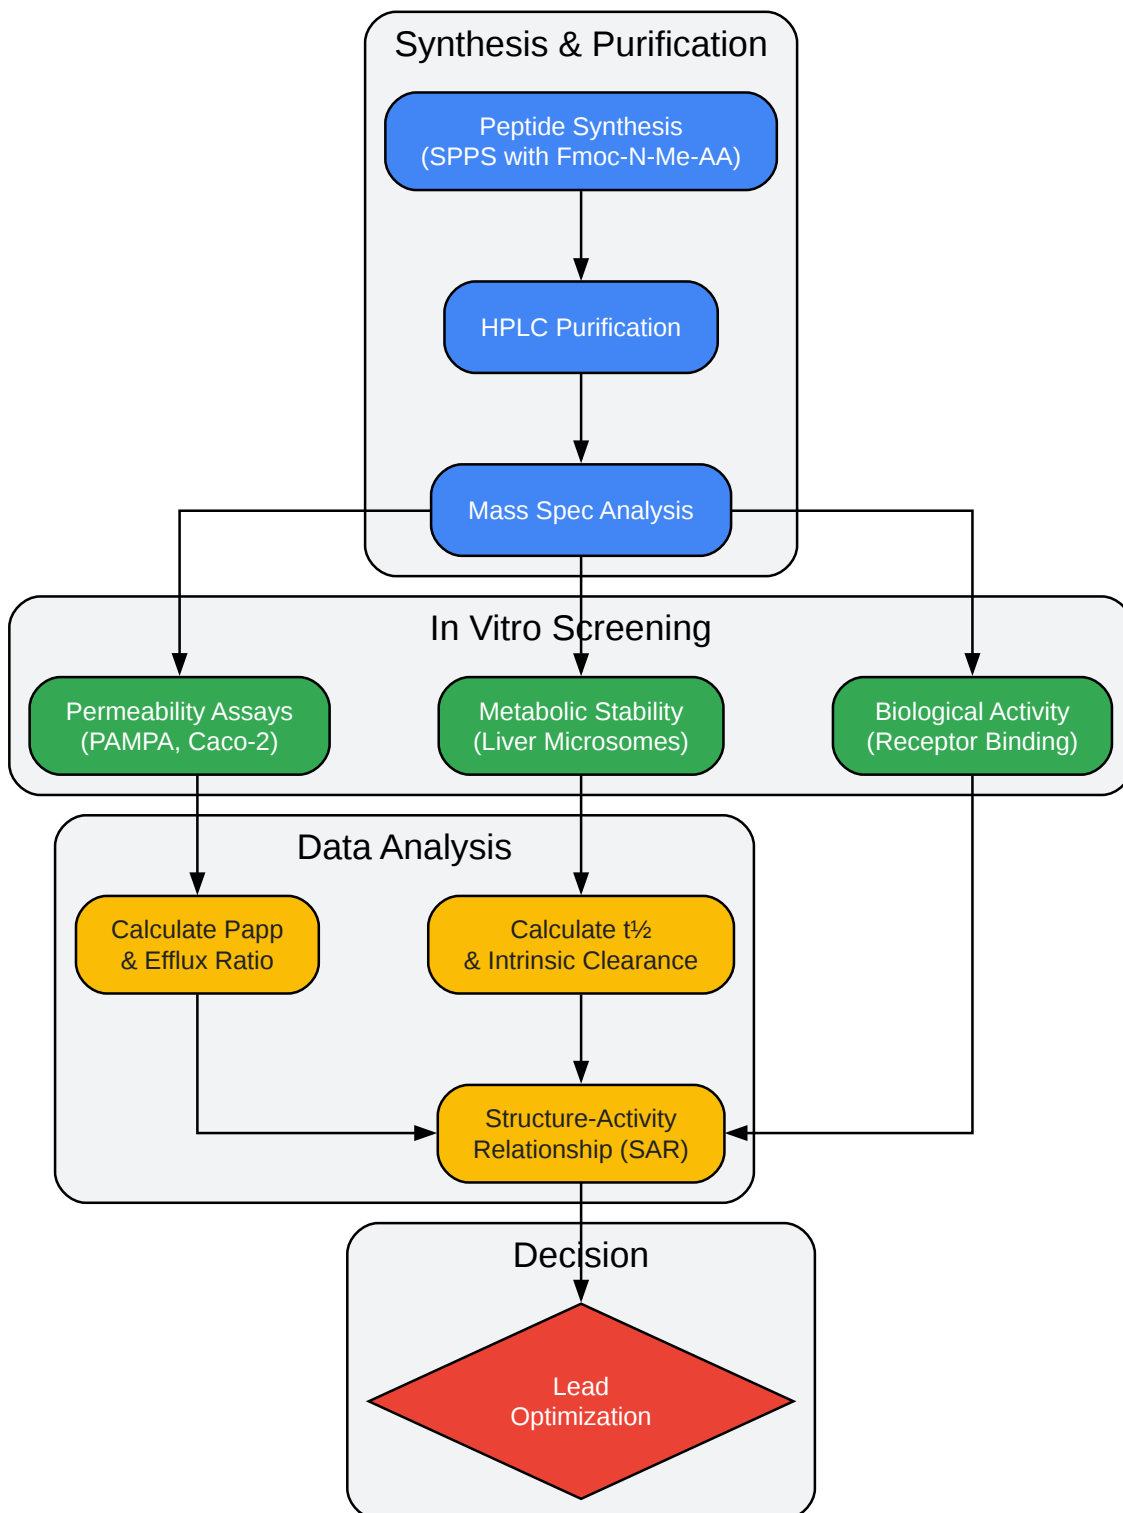 Synthesis & Purification
Peptide Synthesis
(SPPS with Fmoc-N-Me-AA)
HPLC Purification
Mass Spec Analysis
In Vitro Screening
Permeability Assays
(PAMPA, Caco-2)
Metabolic Stability
(Liver Microsomes)
Biological Activity
(Receptor Binding)
Data Analysis
Calculate Papp
& Efflux Ratio
Calculate t½
& Intrinsic Clearance
Structure-Activity
Relationship (SAR)
Decision
Lead
Optimization